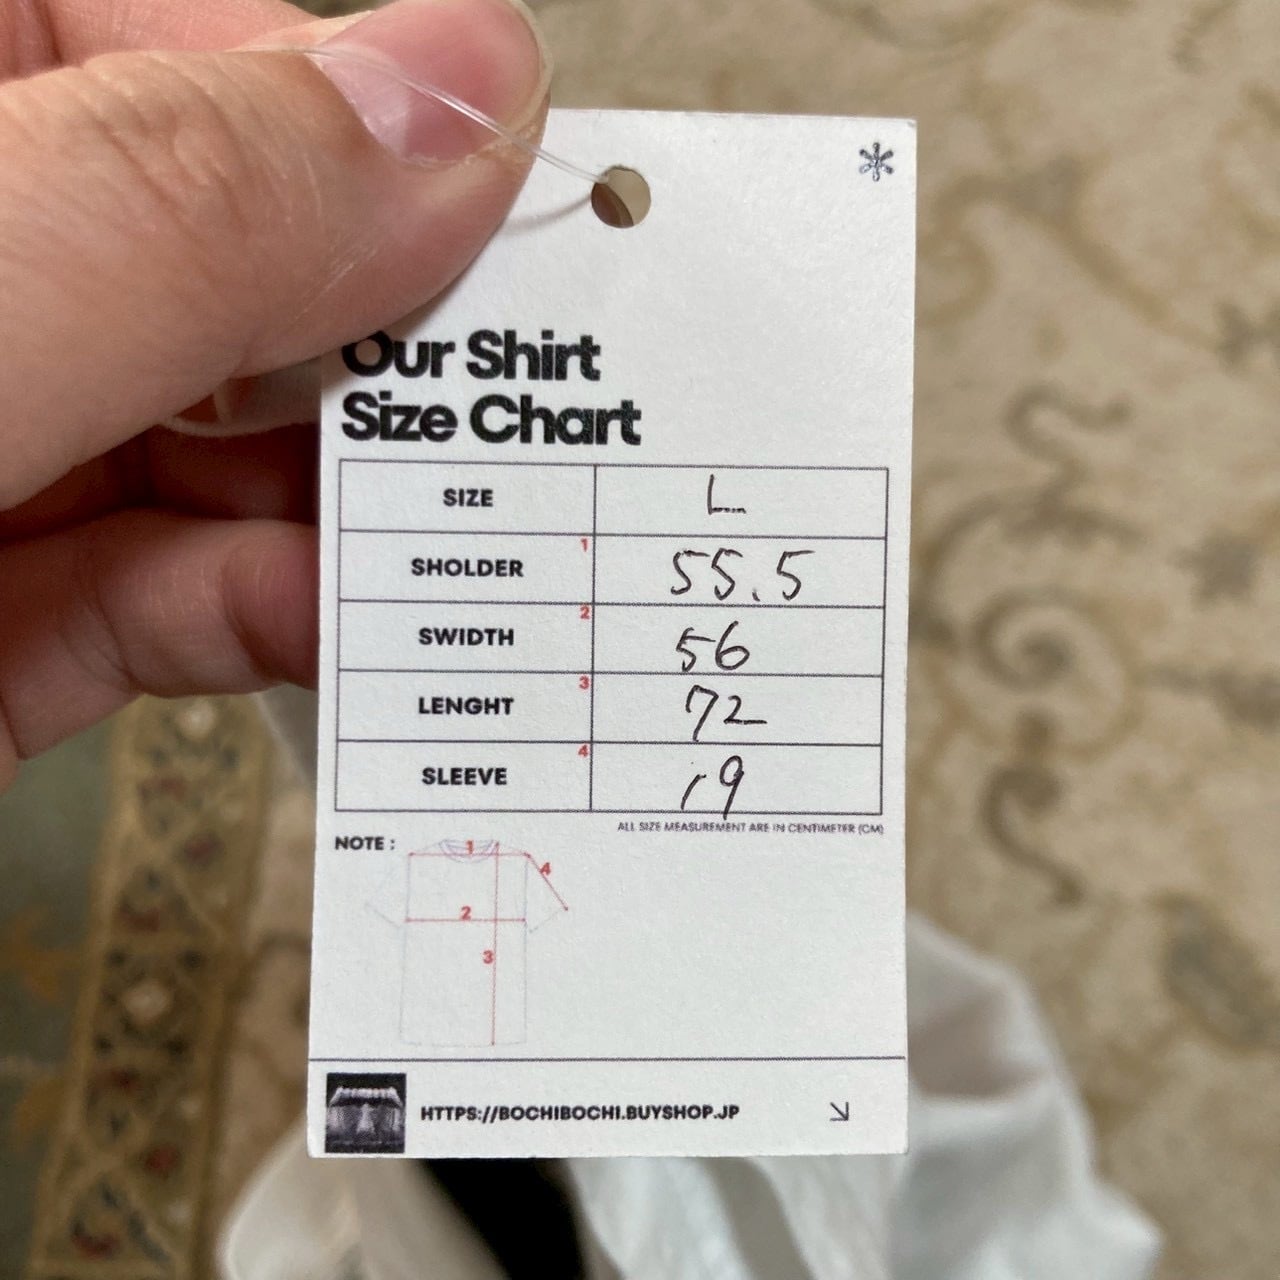 *
Our Shirt
Size Chart
SIZE L
SHOLDER 1 55.5
SWIDTH 2 56
LENGHT 3 72
SLEEVE 4 19
ALL SIZE MEASUREMENT ARE IN CENTIMETER (CM)
NOTE :
1
4
2
3
HTTPS://BOCHIBOCHI.BUYSHOP.JP